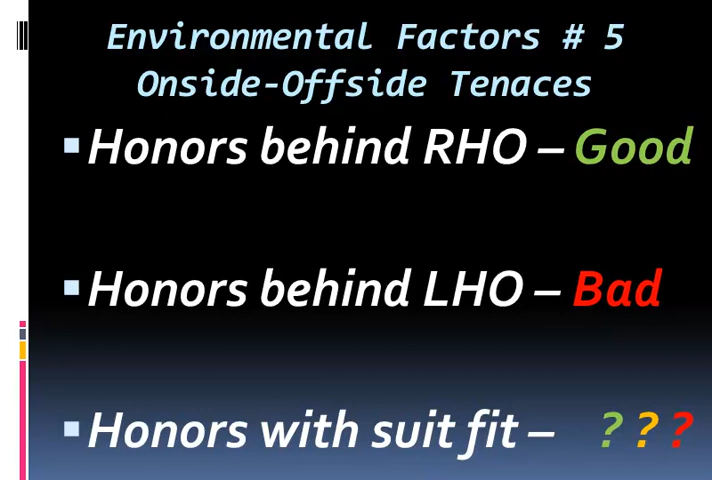 Environmental Factors # 5
Onside-Offside Tenaces
▪ Honors behind RHO – Good
▪ Honors behind LHO – Bad
▪ Honors with suit fit – ? ? ?